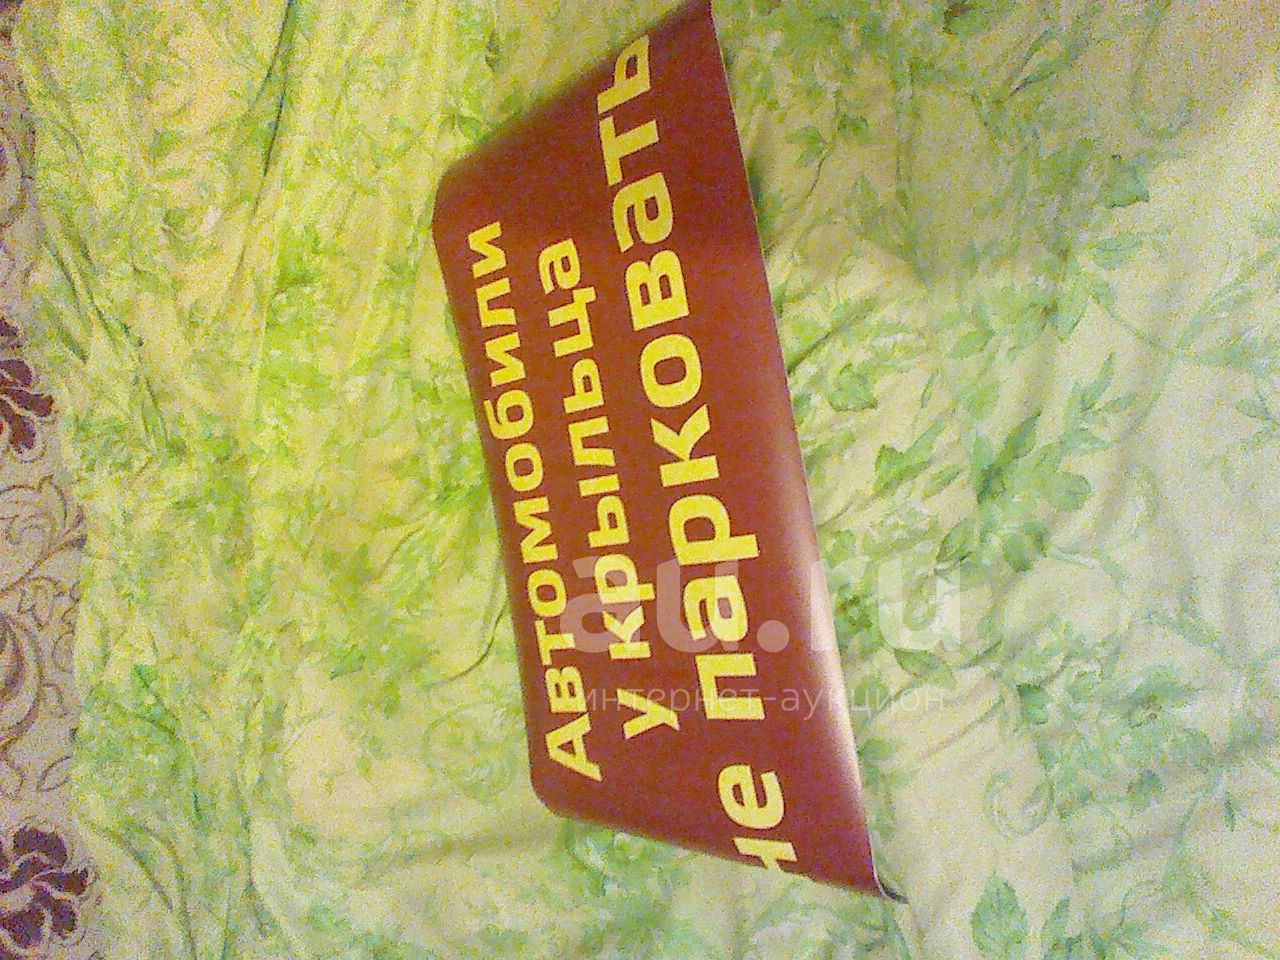 Автомобили
у крыльца
не парковать
au.ru
интернет-аукцион